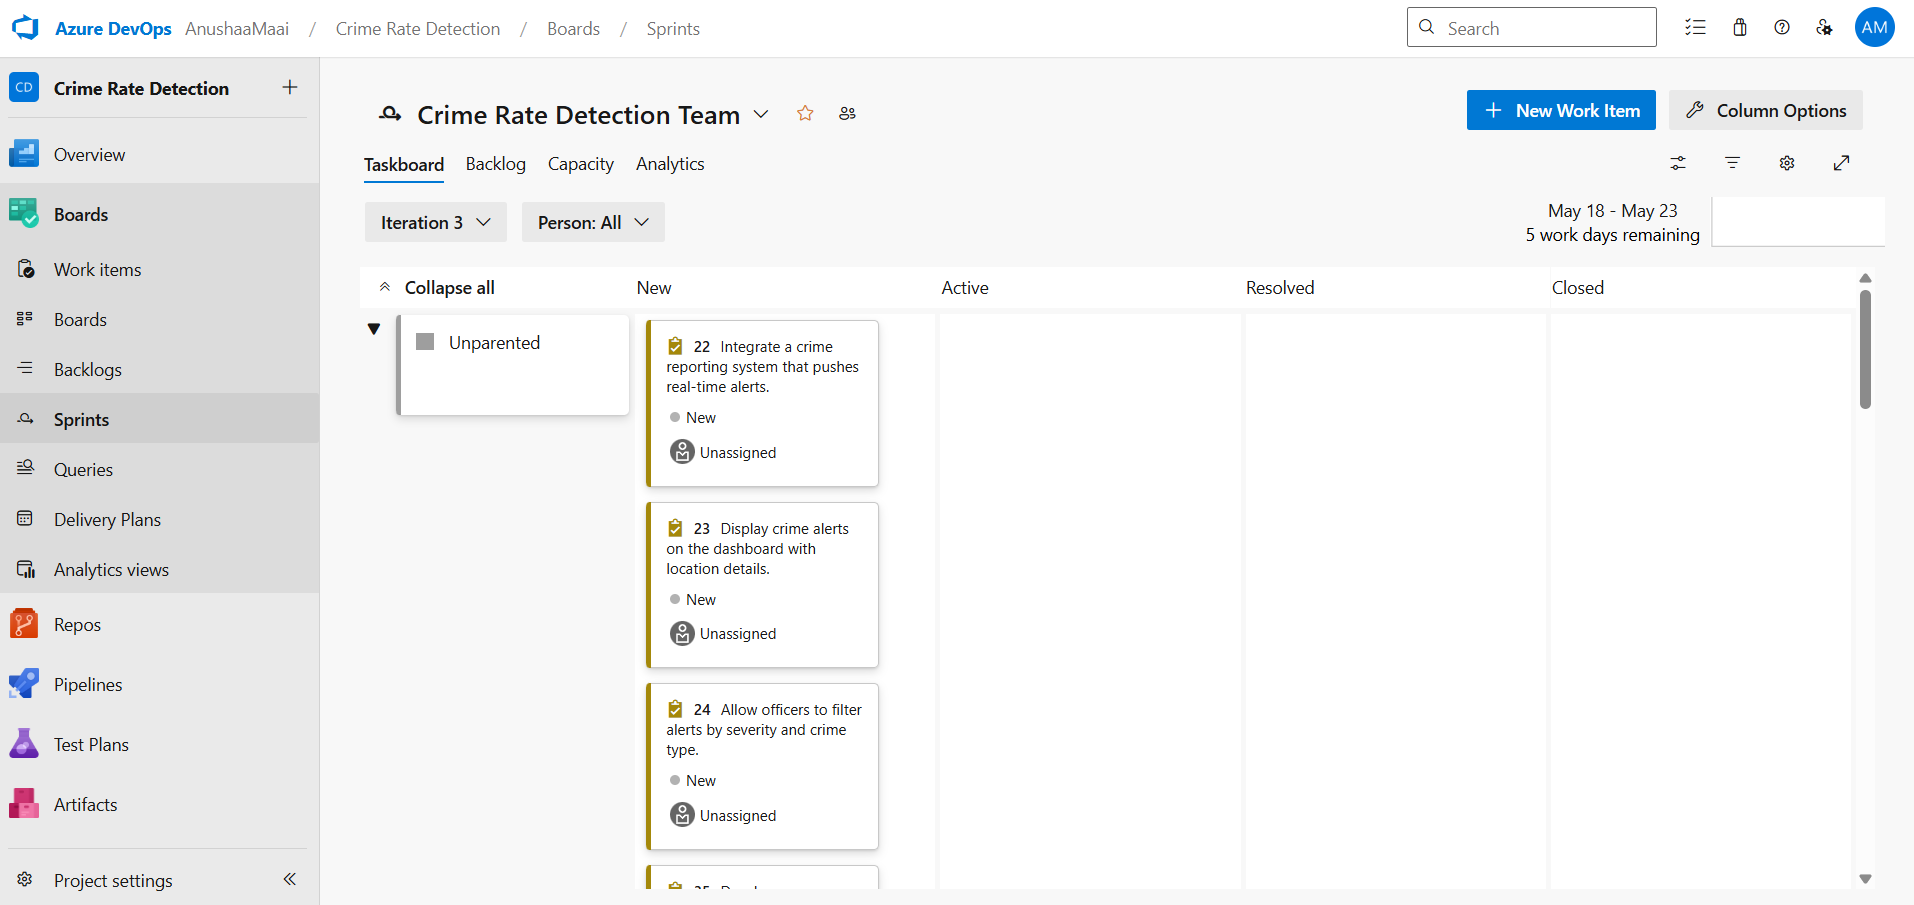 Azure DevOps AnushaaMaai / Crime Rate Detection / Boards / Sprints
Search
AM
CD Crime Rate Detection
Overview
Boards
Work items
Boards
Backlogs
Sprints
Queries
Delivery Plans
Analytics views
Repos
Pipelines
Test Plans
Artifacts
Project settings
Crime Rate Detection Team
New Work Item
Column Options
Taskboard Backlog Capacity Analytics
Iteration 3
Person: All
May 18 - May 23
5 work days remaining
Collapse all New Active Resolved Closed
Unparented
22 Integrate a crime
reporting system that pushes
real-time alerts.
New
Unassigned
23 Display crime alerts
on the dashboard with
location details.
New
Unassigned
24 Allow officers to filter
alerts by severity and crime
type.
New
Unassigned